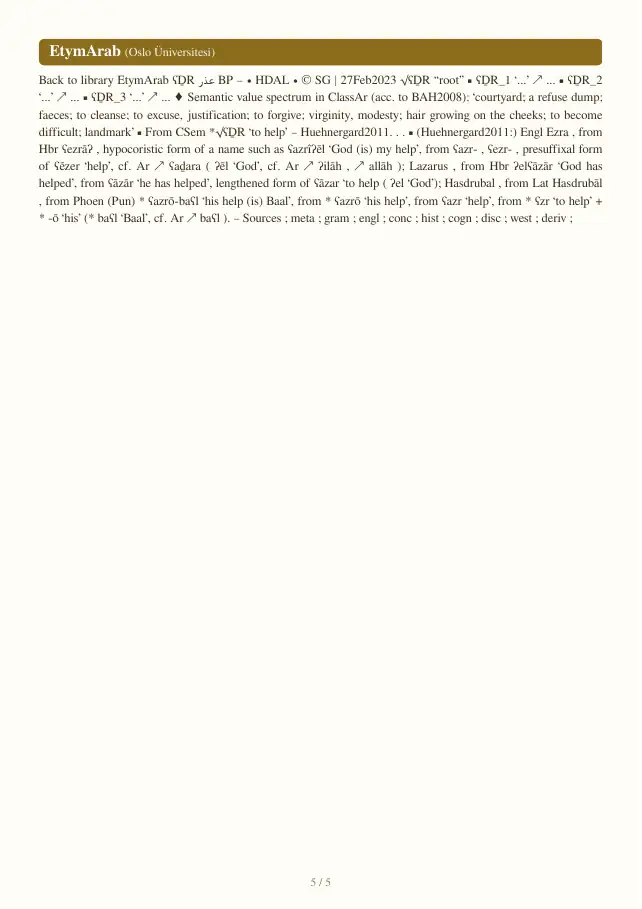 EtymArab (Oslo Üniversitesi)
Back to library EtymArab ʕḎR عذر BP – • HDAL • © SG | 27Feb2023 √ʕḎR “root” ▪ ʕḎR_1 ‘...’ ↗ ... ▪ ʕḎR_2
‘...’ ↗ ... ▪ ʕḎR_3 ‘...’ ↗ ... ♦ Semantic value spectrum in ClassAr (acc. to BAH2008): ‘courtyard; a refuse dump;
faeces; to cleanse; to excuse, justification; to forgive; virginity, modesty; hair growing on the cheeks; to become
difficult; landmark’ ▪ From CSem *√ʕḎR ‘to help’ – Huehnergard2011. . . ▪ (Huehnergard2011:) Engl Ezra , from
Hbr ʕezrāʔ , hypocoristic form of a name such as ʕazrīʔēl ‘God (is) my help’, from ʕazr- , ʕezr- , presuffixal form
of ʕēzer ‘help’, cf. Ar ↗ ʕaḏara ( ʔēl ‘God’, cf. Ar ↗ ʔilāh , ↗ allāh ); Lazarus , from Hbr ʔelʕāzār ‘God has
helped’, from ʕāzār ‘he has helped’, lengthened form of ʕāzar ‘to help ( ʔel ‘God’); Hasdrubal , from Lat Hasdrubāl
, from Phoen (Pun) * ʕazrō-baʕl ‘his help (is) Baal’, from * ʕazrō ‘his help’, from ʕazr ‘help’, from * ʕzr ‘to help’ +
* -ō ‘his’ (* baʕl ‘Baal’, cf. Ar ↗ baʕl ). – Sources ; meta ; gram ; engl ; conc ; hist ; cogn ; disc ; west ; deriv ;
5 / 5